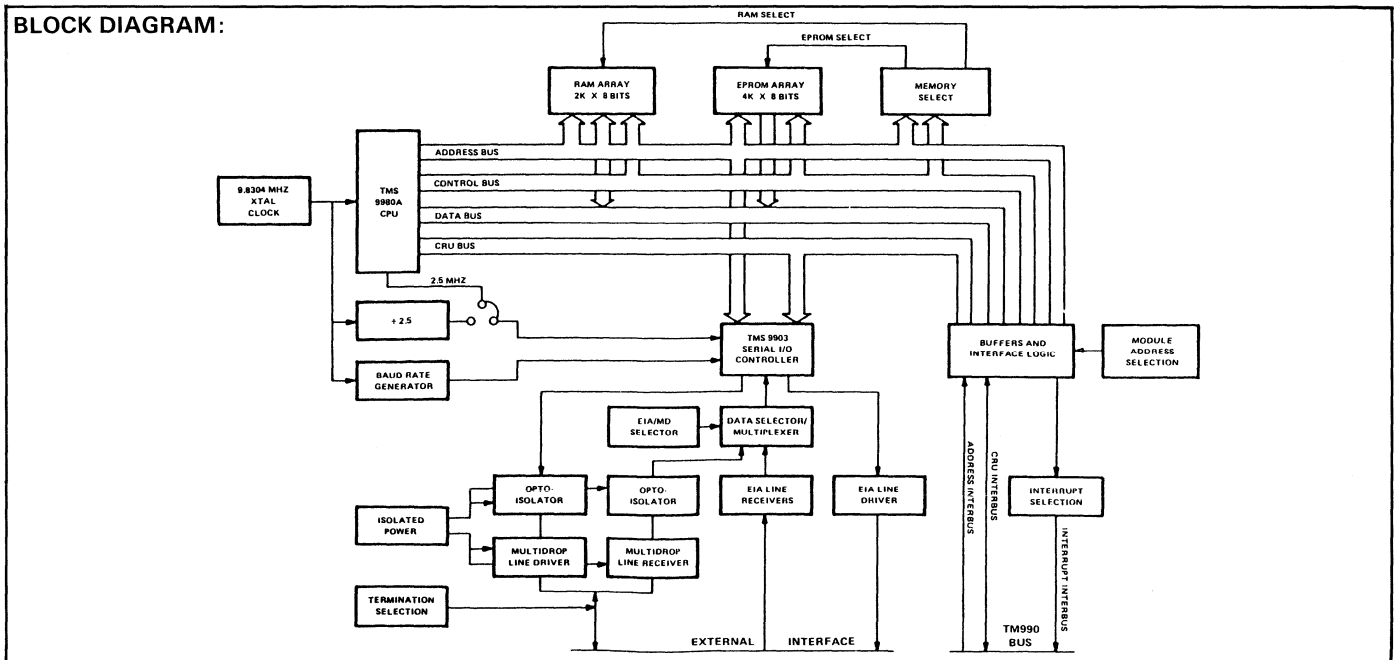 BLOCK DIAGRAM:
RAM SELECT
EPROM SELECT
RAM ARRAY
2K X 8 BITS
EPROM ARRAY
4K X 8 BITS
MEMORY
SELECT
ADDRESS BUS
CONTROL BUS
DATA BUS
CRU BUS
9.8304 MHZ
XTAL
CLOCK
TMS
9980A
CPU
2.5 MHZ
÷ 2.5
BAUD RATE
GENERATOR
TMS 9903
SERIAL I/O
CONTROLLER
BUFFERS AND
INTERFACE LOGIC
MODULE
ADDRESS
SELECTION
EIA/MD
SELECTOR
DATA SELECTOR/
MULTIPLEXER
OPTO-
ISOLATOR
OPTO-
ISOLATOR
EIA LINE
RECEIVERS
EIA LINE
DRIVER
ADDRESS INTERBUS
CRU INTERBUS
INTERRUPT
SELECTION
INTERRUPT INTERBUS
ISOLATED
POWER
MULTIDROP
LINE DRIVER
MULTIDROP
LINE RECEIVER
TERMINATION
SELECTION
EXTERNAL INTERFACE
TM990
BUS